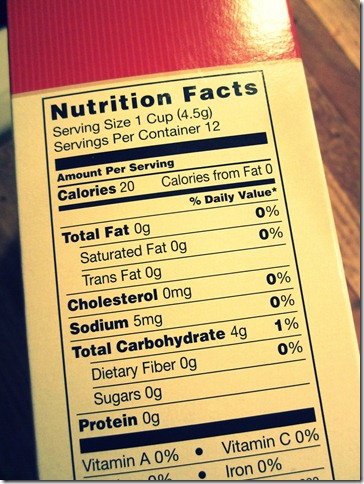 Nutrition Facts
Serving Size 1 Cup (4.5g)
Servings Per Container 12
Amount Per Serving
Calories 20 Calories from Fat 0
% Daily Value*
Total Fat 0g 0%
Saturated Fat 0g 0%
Trans Fat 0g
Cholesterol 0mg 0%
Sodium 5mg 0%
Total Carbohydrate 4g 1%
Dietary Fiber 0g 0%
Sugars 0g
Protein 0g
Vitamin A 0% • Vitamin C 0%
0% • Iron 0%